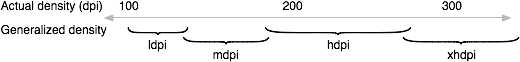 Actual density (dpi) 100 200 300
Generalized density
ldpi mdpi hdpi xhdpi